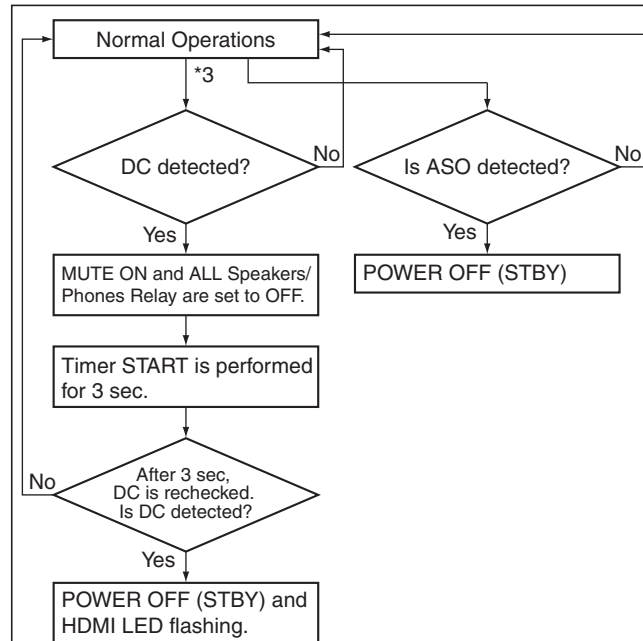 Normal Operations
*3
DC detected?
No
Is ASO detected?
No
Yes
Yes
MUTE ON and ALL Speakers/
Phones Relay are set to OFF.
POWER OFF (STBY)
Timer START is performed
for 3 sec.
No
After 3 sec,
DC is rechecked.
Is DC detected?
Yes
POWER OFF (STBY) and
HDMI LED flashing.